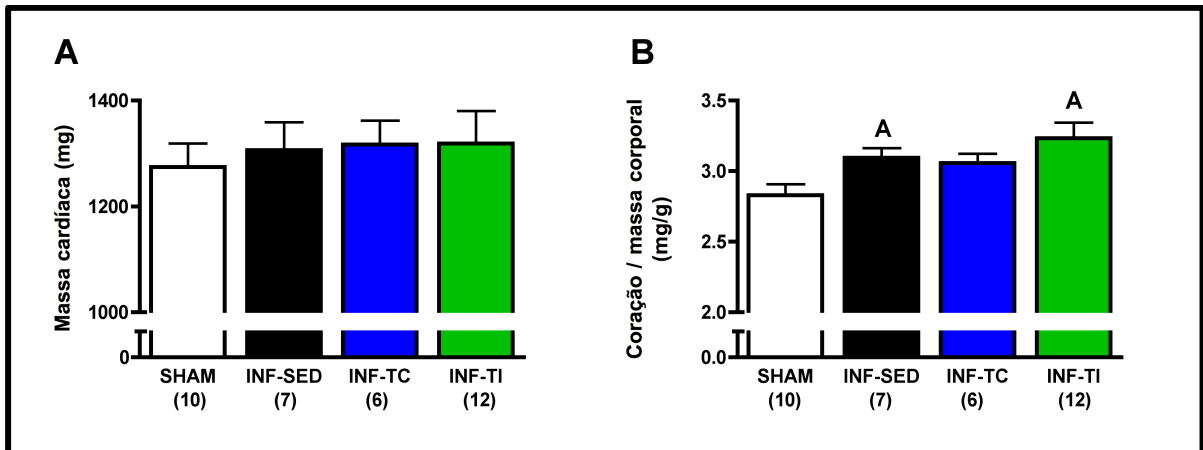 A
Massa cardíaca (mg)
1400
1200
1000
0
SHAM
(10)
INF-SED
(7)
INF-TC
(6)
INF-TI
(12)
B
Coração / massa corporal
(mg/g)
3.5
3.0
2.5
2.0
0.0
A
A
SHAM
(10)
INF-SED
(7)
INF-TC
(6)
INF-TI
(12)